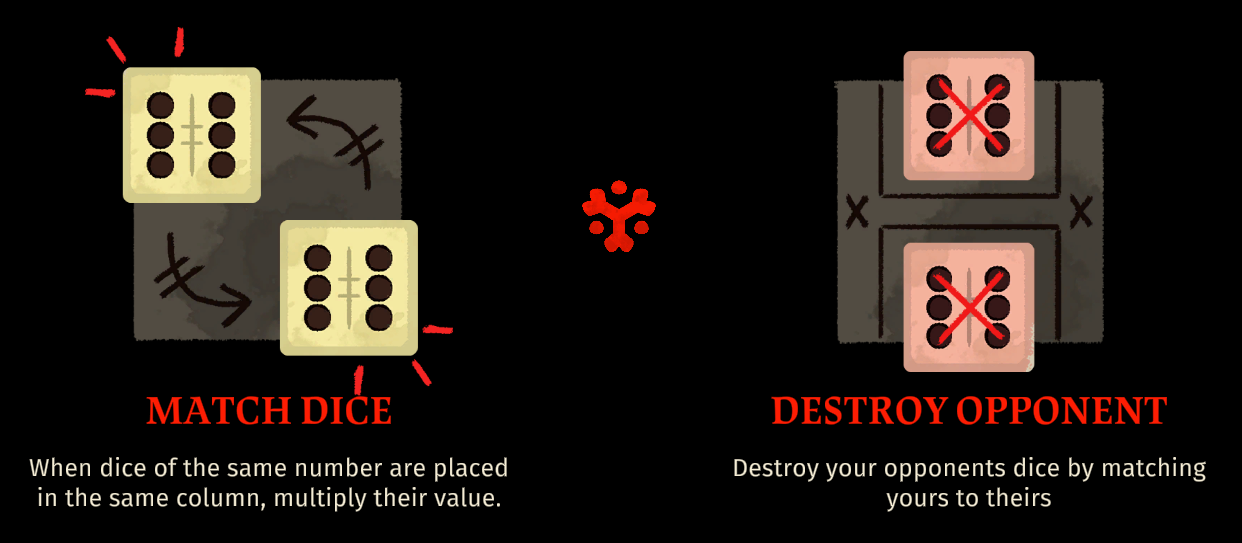 MATCH DICE
When dice of the same number are placed
in the same column, multiply their value.
DESTROY OPPONENT
Destroy your opponents dice by matching
yours to theirs